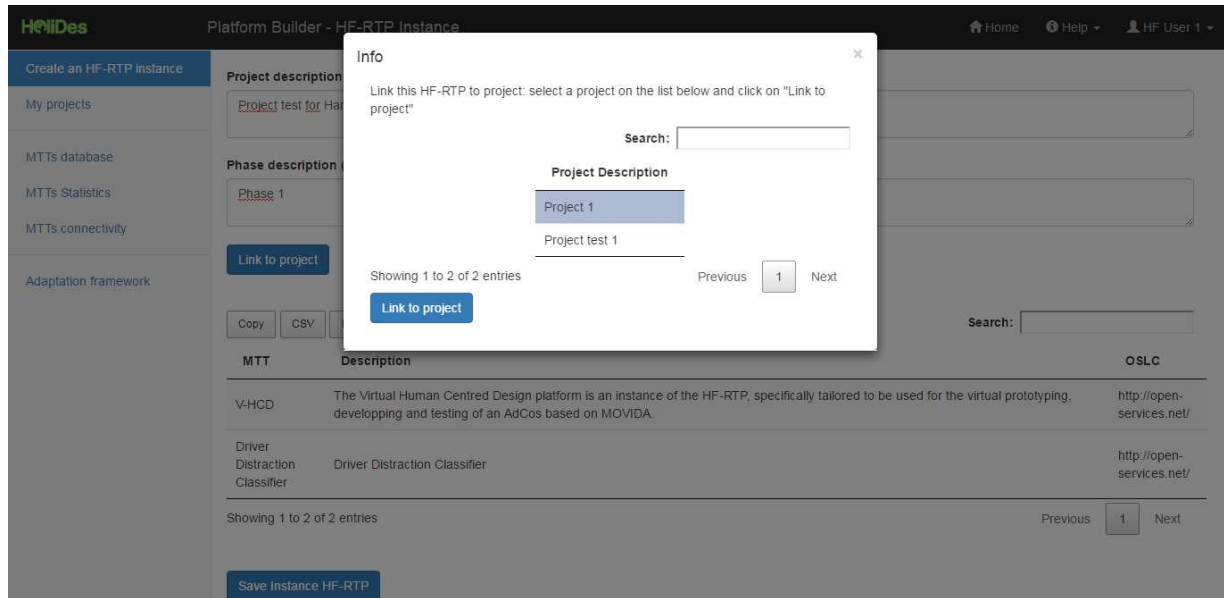 HoliDes
Platform Builder - HF-RTP Instance
Home
Help
HF User 1
Create an HF-RTP instance
My projects
MTTs database
MTTs Statistics
MTTs connectivity
Adaptation framework
Project description
Project test for Har
Phase description (
Phase 1
Link to project
Info
×
Link this HF-RTP to project: select a project on the list below and click on "Link to
project"
Search:
Project Description
Project 1
Project test 1
Showing 1 to 2 of 2 entries
Previous 1 Next
Link to project
Copy CSV
Search:
MTT Description OSLC
V-HCD
The Virtual Human Centred Design platform is an instance of the HF-RTP, specifically tailored to be used for the virtual prototyping,
developping and testing of an AdCos based on MOVIDA.
http://open-
services.net/
Driver
Distraction
Classifier
Driver Distraction Classifier
http://open-
services.net/
Showing 1 to 2 of 2 entries
Previous 1 Next
Save Instance HF-RTP